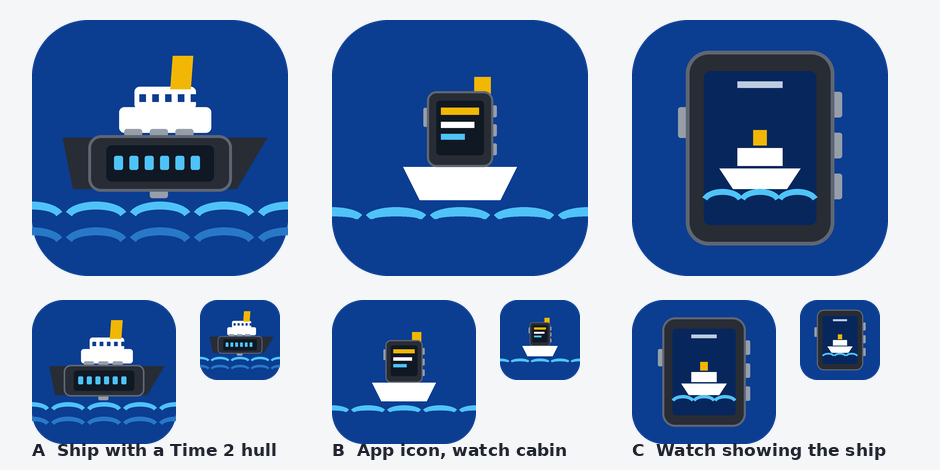 A Ship with a Time 2 hull
B App icon, watch cabin
C Watch showing the ship